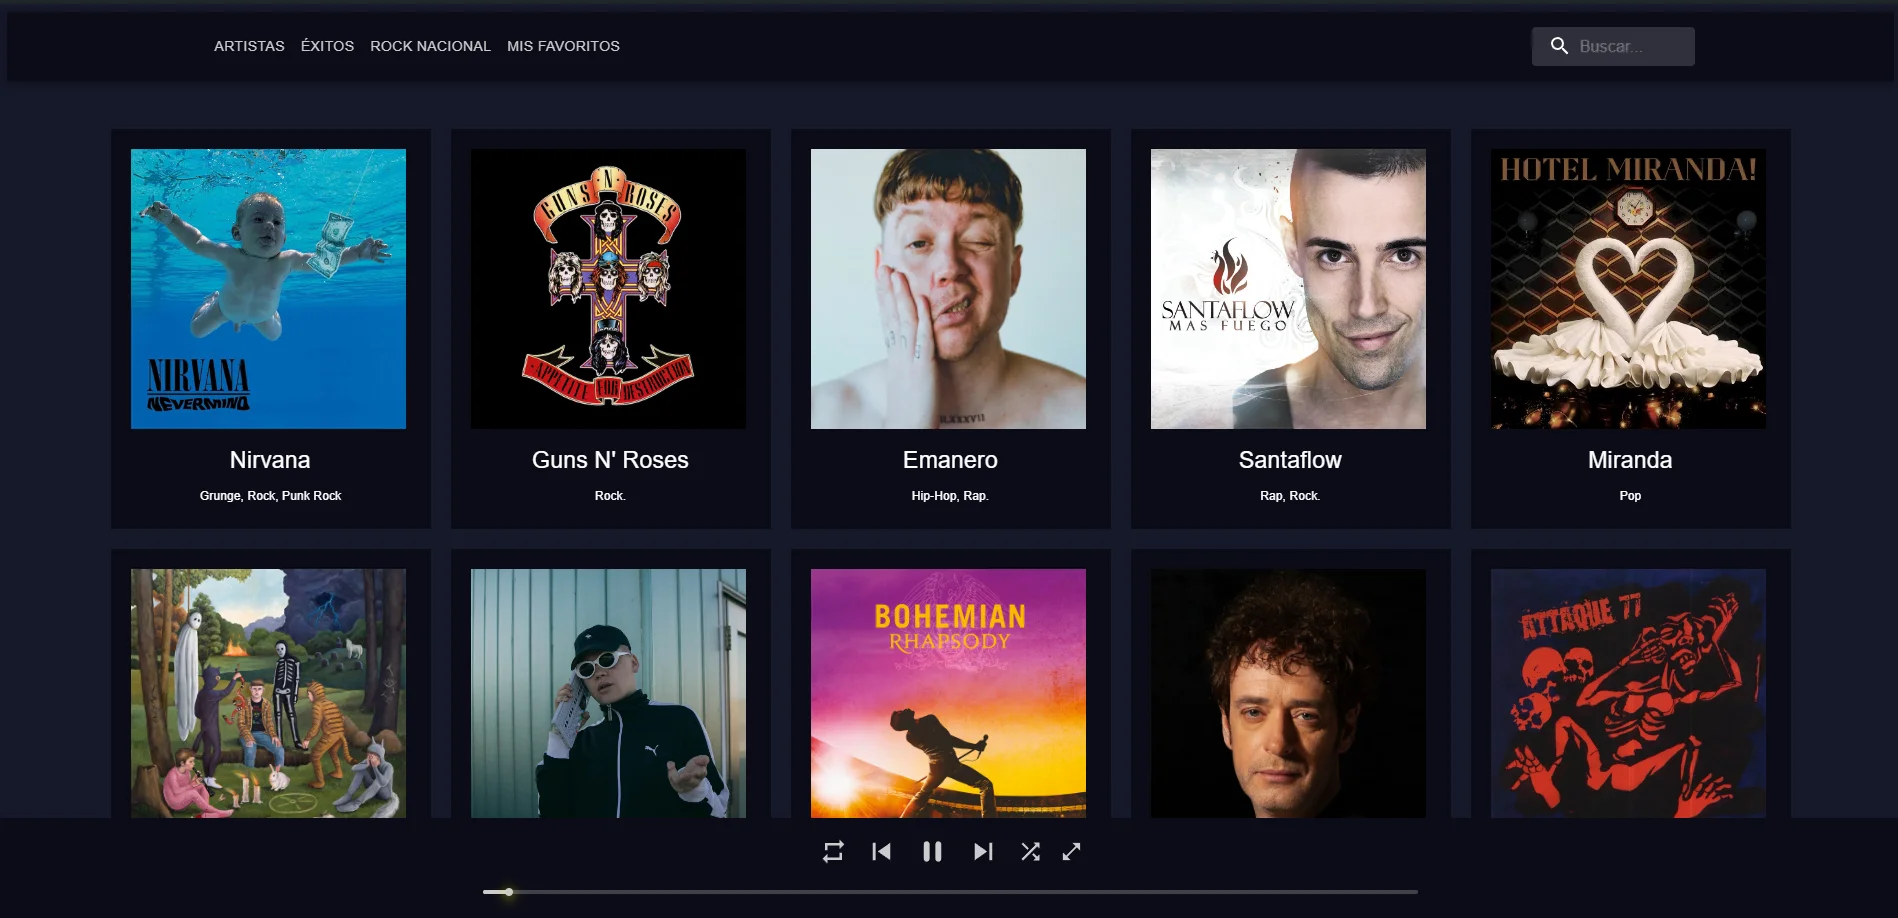 ARTISTAS ÉXITOS ROCK NACIONAL MIS FAVORITOS
Buscar...
NIRVANA
NEVERMIND
GUNS N' ROSES
APPETITE FOR DESTRUCTION
SANTAFLOW
MAS FUEGO
HOTEL MIRANDA!
Nirvana
Grunge, Rock, Punk Rock
Guns N' Roses
Rock.
Emanero
Hip-Hop, Rap.
Santaflow
Rap, Rock.
Miranda
Pop
BOHEMIAN
RHAPSODY
ATTAQUE 77